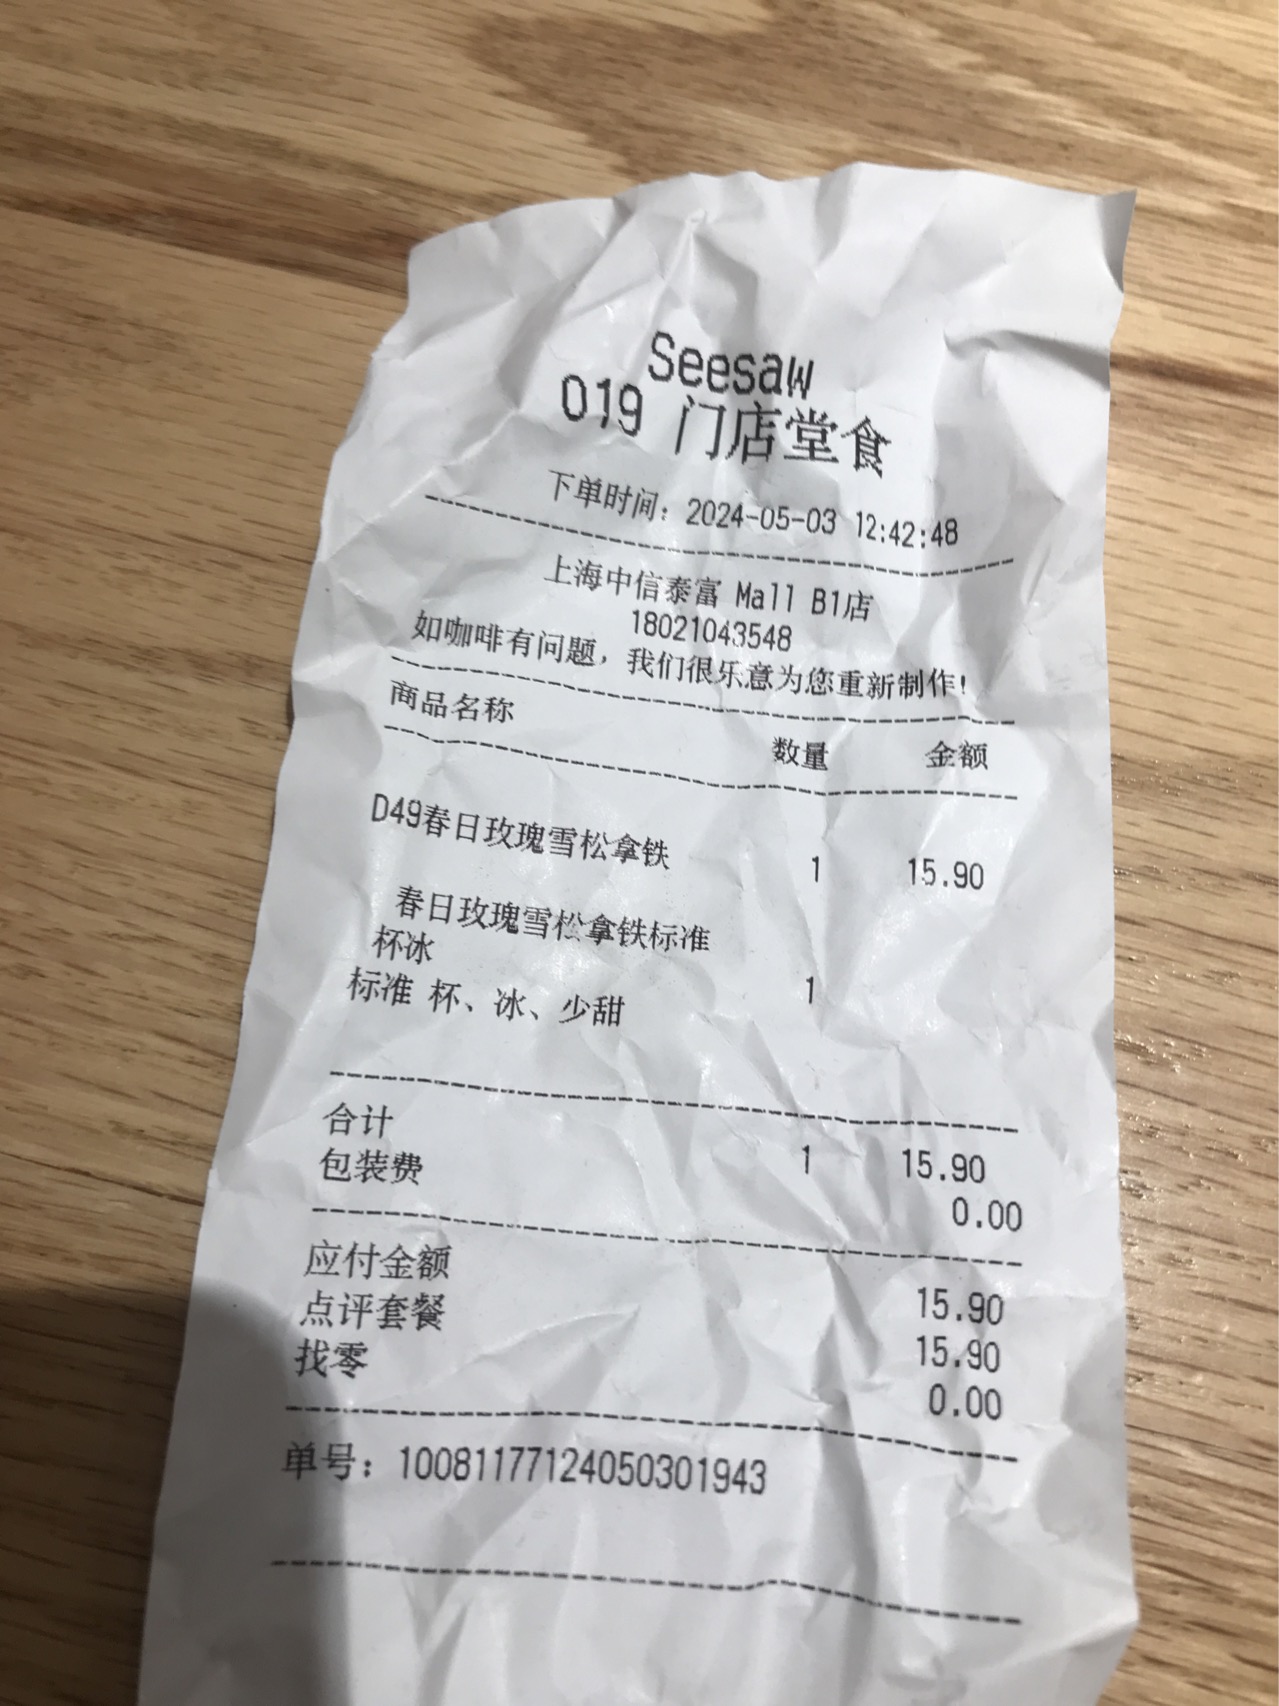 Seesaw
019 门店堂食
下单时间：2024-05-03 12:42:48
上海中信泰富 Mall B1店
18021043548
如咖啡有问题，我们很乐意为您重新制作！
商品名称 数量 金额
D49春日玫瑰雪松拿铁 1 15.90
春日玫瑰雪松拿铁标准
杯冰 1
标准 杯、冰、少甜
合计 1 15.90
包装费 0.00
应付金额 15.90
点评套餐 15.90
找零 0.00
单号：10081177124050301943